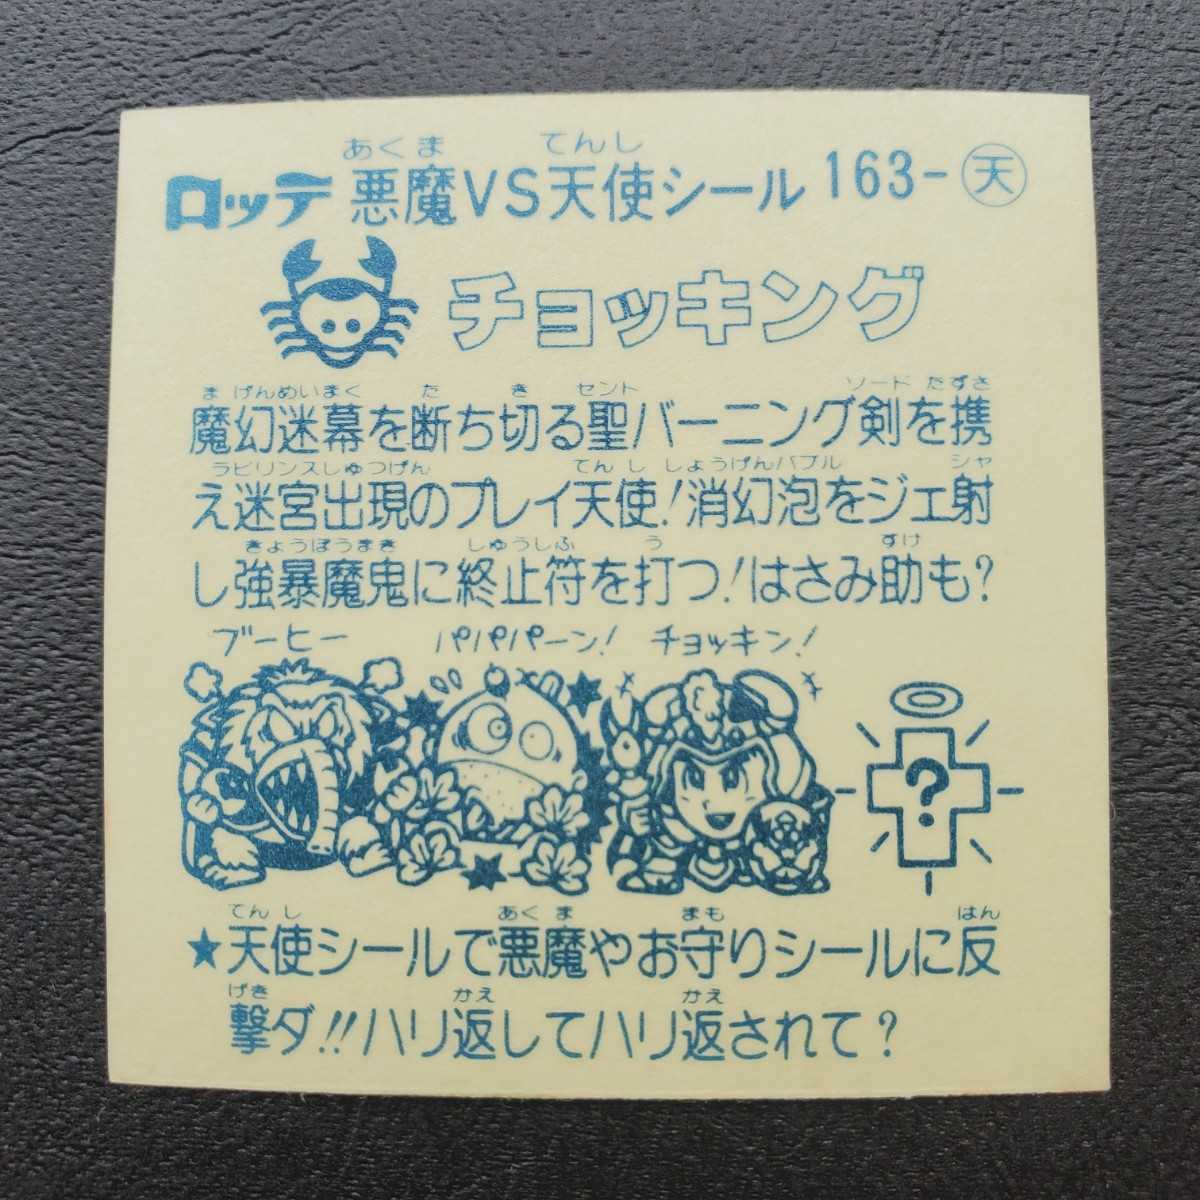 あくま てんし
ロッテ 悪魔VS天使シール 163-天
チョッキング
ま げんめいまく た き セント ソード たずさ
魔幻迷幕を断ち切る聖バーニング剣を携
ラビリンスしゅつげん てんし しょうげんバブル シャ
え迷宮出現のプレイ天使!消幻泡をジェ射
きょうぼうまき しゅうしふ う すけ
し強暴魔鬼に終止符を打つ!はさみ助も?
ブーヒー パパパーン! チョッキン!
?
てんし あくま まも はん
★天使シールで悪魔やお守りシールに反
げき かえ かえ
撃ダ!!ハリ返してハリ返されて?